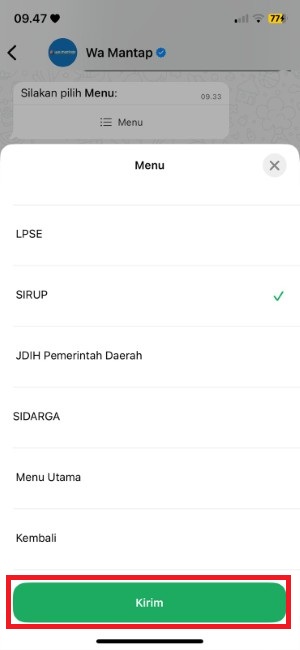 09.47
77
Wa Mantap
Silakan pilih Menu:
09.33
Menu
Menu
LPSE
SIRUP
JDIH Pemerintah Daerah
SIDARGA
Menu Utama
Kembali
Kirim